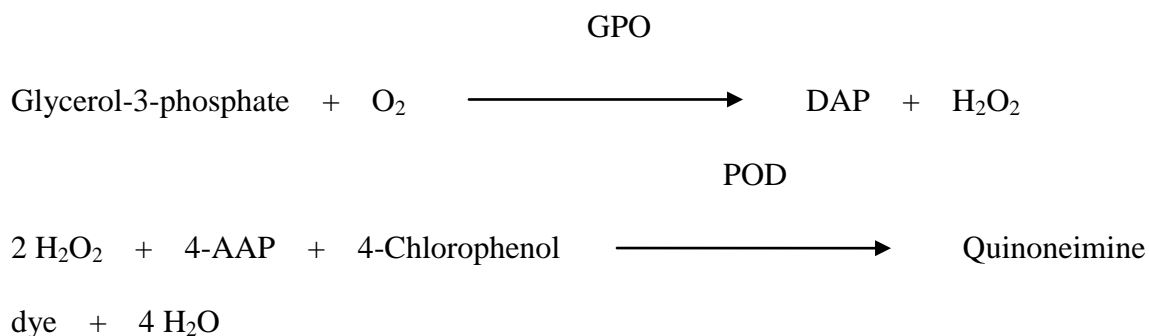 GPO
Glycerol-3-phosphate + O₂ ⟶ DAP + H₂O₂
POD
2 H₂O₂ + 4-AAP + 4-Chlorophenol ⟶ Quinoneimine
dye + 4 H₂O